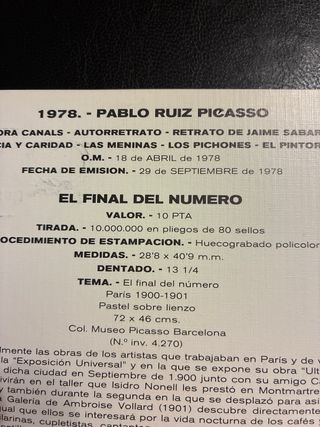 1978. - PABLO RUIZ PICASSO
ORA CANALS - AUTORRETRATO - RETRATO DE JAIME SABAR
CIA Y CARIDAD - LAS MENINAS - LOS PICHONES - EL PINTOR
O.M. - 18 de ABRIL de 1978
FECHA DE EMISION. - 29 de SEPTIEMBRE de 1978
EL FINAL DEL NUMERO
VALOR. - 10 PTA
TIRADA. - 10.000.000 en pliegos de 80 sellos
OCEDIMIENTO DE ESTAMPACION. - Huecograbado policolor
MEDIDAS. - 28'8 x 40'9 m.m.
DENTADO. - 13 1/4
TEMA. - El final del número
París 1900-1901
Pastel sobre lienzo
72 x 46 cms.
Col. Museo Picasso Barcelona
(N.º inv. 4.270)
lmente las obras de los artistas que trabajaban en París y de v
la "Exposición Universal" y en la que se expone su obra "Ult
dicha ciudad en Septiembre de 1.900 junto con su amigo C
ivirán en el taller que Isidro Nonell les prestó en Montmartre
y también durante la segunda en la que se desplazó para asi
a Galería de Ambroise Vollard (1901) descubre directamente
gual que ellos se interesará por la vida nocturna de los cafés
larinas, cupletistas, cantantes